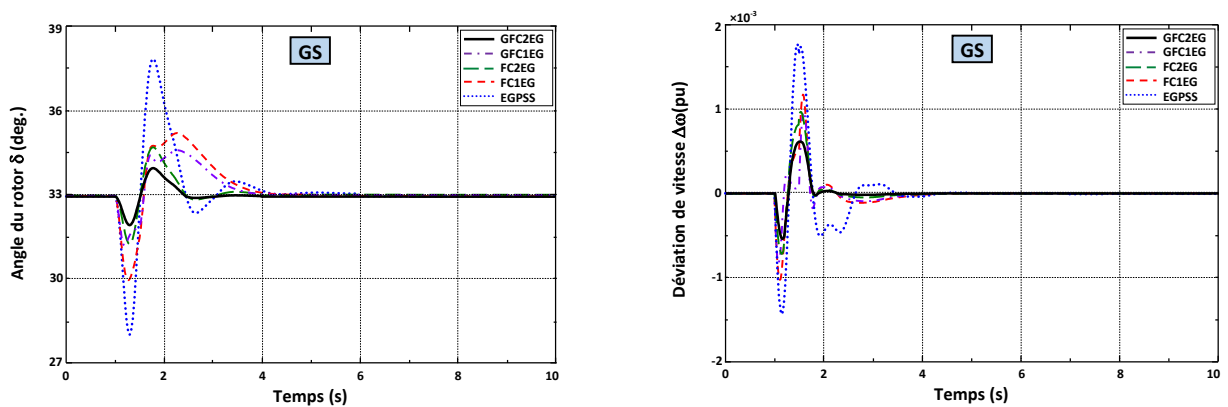 39
36
33
30
27
Angle du rotor δ (deg.)
GS
GFC2EG
GFC1EG
FC2EG
FC1EG
EGPSS
0
2
4
6
8
10
Temps (s)
×10⁻³
2
1
0
-1
-2
Déviation de vitesse Δω(pu)
GS
GFC2EG
GFC1EG
FC2EG
FC1EG
EGPSS
0
2
4
6
8
10
Temps (s)